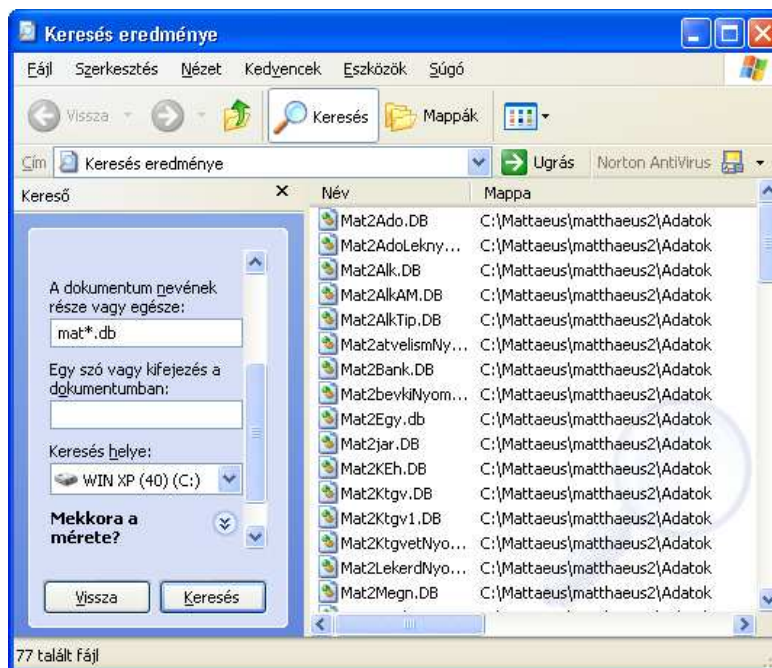 Keresés eredménye
Fájl Szerkesztés Nézet Kedvencek Eszközök Súgó
Vissza Keresés Mappák
Cím Keresés eredménye Ugrás Norton AntiVirus
Kereső
A dokumentum nevének
része vagy egésze:
mat*.db
Egy szó vagy kifejezés a
dokumentumban:
Keresés helye:
WIN XP (40) (C:)
Mekkora a
mérete?
Vissza Keresés
Név Mappa
Mat2Ado.DB C:\Mattaeus\matthaeus2\Adatok
Mat2AdoLekny... C:\Mattaeus\matthaeus2\Adatok
Mat2Alk.DB C:\Mattaeus\matthaeus2\Adatok
Mat2AlkAM.DB C:\Mattaeus\matthaeus2\Adatok
Mat2AlkTip.DB C:\Mattaeus\matthaeus2\Adatok
Mat2atvelismNy... C:\Mattaeus\matthaeus2\Adatok
Mat2Bank.DB C:\Mattaeus\matthaeus2\Adatok
Mat2bevkiNyom... C:\Mattaeus\matthaeus2\Adatok
Mat2Egy.db C:\Mattaeus\matthaeus2\Adatok
Mat2jar.DB C:\Mattaeus\matthaeus2\Adatok
Mat2KEh.DB C:\Mattaeus\matthaeus2\Adatok
Mat2Ktgv.DB C:\Mattaeus\matthaeus2\Adatok
Mat2Ktgv1.DB C:\Mattaeus\matthaeus2\Adatok
Mat2KtgvetNyo... C:\Mattaeus\matthaeus2\Adatok
Mat2LekerdNyo... C:\Mattaeus\matthaeus2\Adatok
Mat2Megn.DB C:\Mattaeus\matthaeus2\Adatok
77 talált fájl